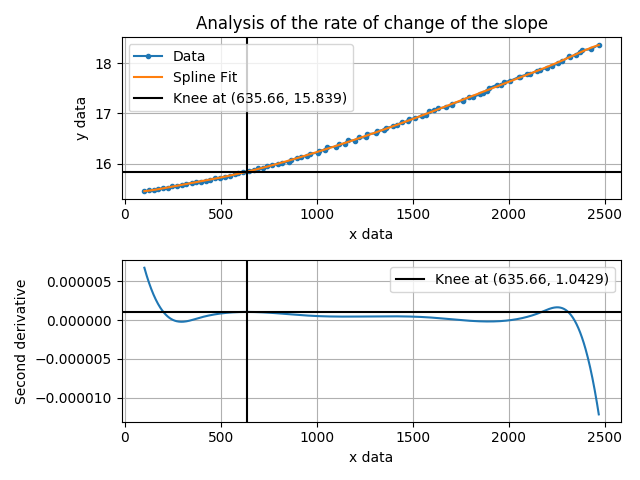 Analysis of the rate of change of the slope
y data
18
17
16
Data
Spline Fit
Knee at (635.66, 15.839)
0 500 1000 1500 2000 2500
x data
Second derivative
0.000005
0.000000
−0.000005
−0.000010
Knee at (635.66, 1.0429)
0 500 1000 1500 2000 2500
x data